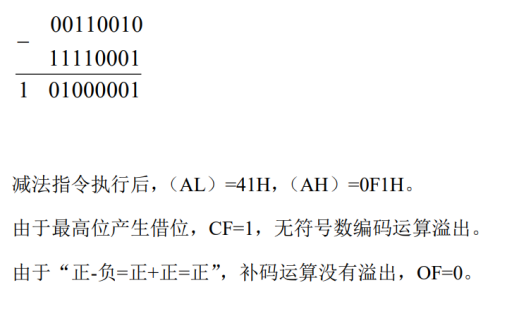 00110010
－
11110001
1 01000001
减法指令执行后，（AL）=41H，（AH）=0F1H。
由于最高位产生借位，CF=1，无符号数编码运算溢出。
由于“正-负=正+正=正”，补码运算没有溢出，OF=0。